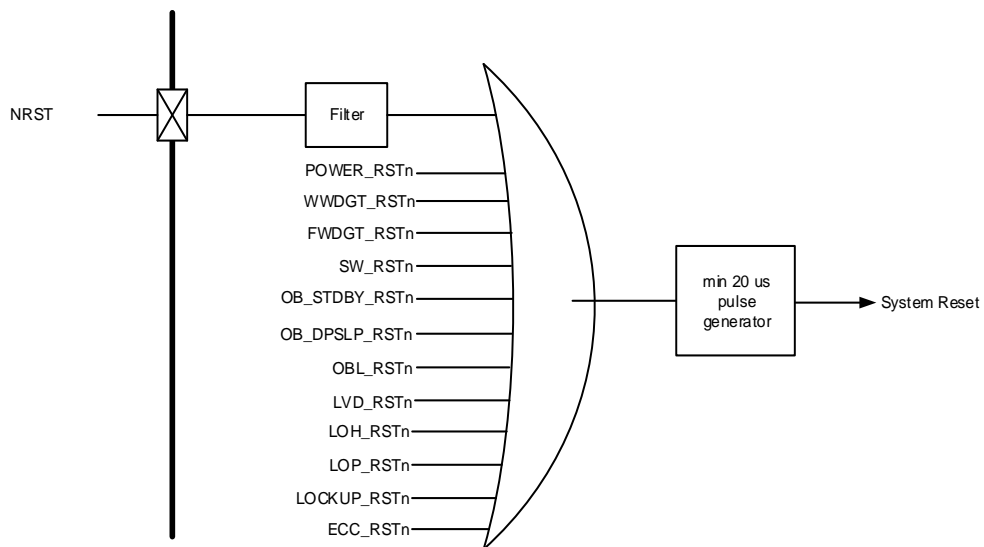 NRST
Filter
POWER_RSTn
WWDGT_RSTn
FWDGT_RSTn
SW_RSTn
OB_STDBY_RSTn
OB_DPSLP_RSTn
OBL_RSTn
LVD_RSTn
LOH_RSTn
LOP_RSTn
LOCKUP_RSTn
ECC_RSTn
min 20 us
pulse
generator
System Reset